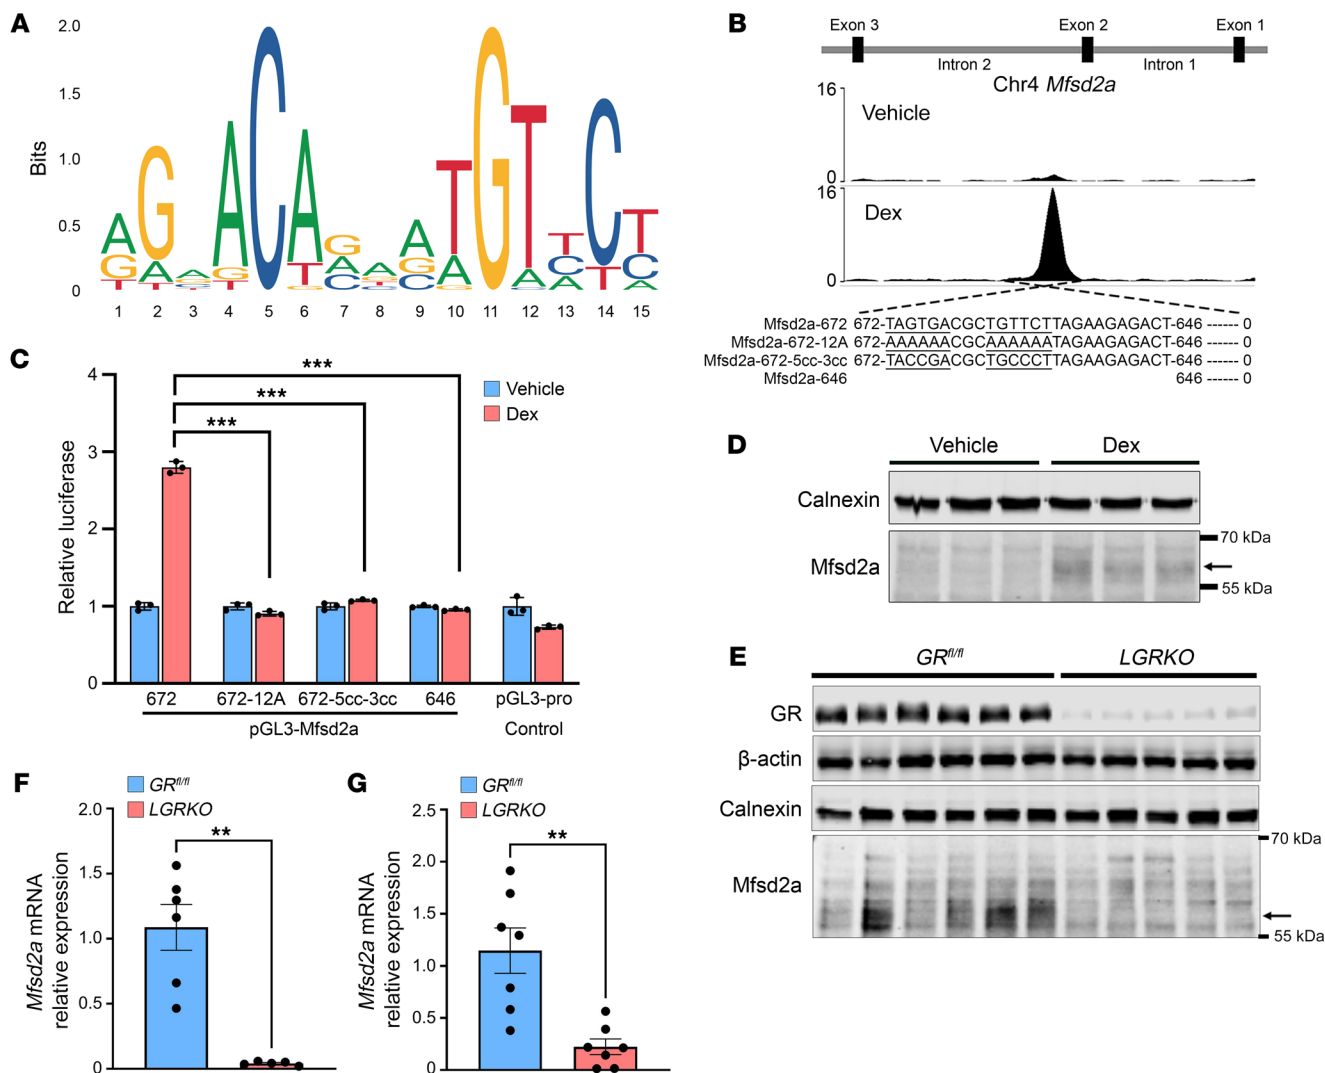 A
2.0
1.5
1.0
0.5
0
Bits
1 2 3 4 5 6 7 8 9 10 11 12 13 14 15
B
Exon 3 Exon 2 Exon 1
Intron 2 Intron 1
Chr4 Mfsd2a
16
Vehicle
0
16
Dex
0
Mfsd2a-672 672-TAGTGACGCTGTTCTTAGAAGAGACT-646 ------ 0
Mfsd2a-672-12A 672-AAAAAACGCAAAAAATAGAAGAGACT-646 ------ 0
Mfsd2a-672-5cc-3cc 672-TACCGACGCTGCCCTTAGAAGAGACT-646 ------ 0
Mfsd2a-646 646 ------ 0
C
4
3
2
1
0
Relative luciferase
***
***
***
Vehicle
Dex
672 672-12A 672-5cc-3cc 646 pGL3-pro
pGL3-Mfsd2a Control
D
Vehicle Dex
Calnexin
Mfsd2a
70 kDa
55 kDa
E
GRfl/fl LGRKO
GR
β-actin
Calnexin
Mfsd2a
70 kDa
55 kDa
F
GRfl/fl
LGRKO
2.0
1.5
1.0
0.5
0
Mfsd2a mRNA
relative expression
**
G
GRfl/fl
LGRKO
2.5
2.0
1.5
1.0
0.5
0
Mfsd2a mRNA
relative expression
**